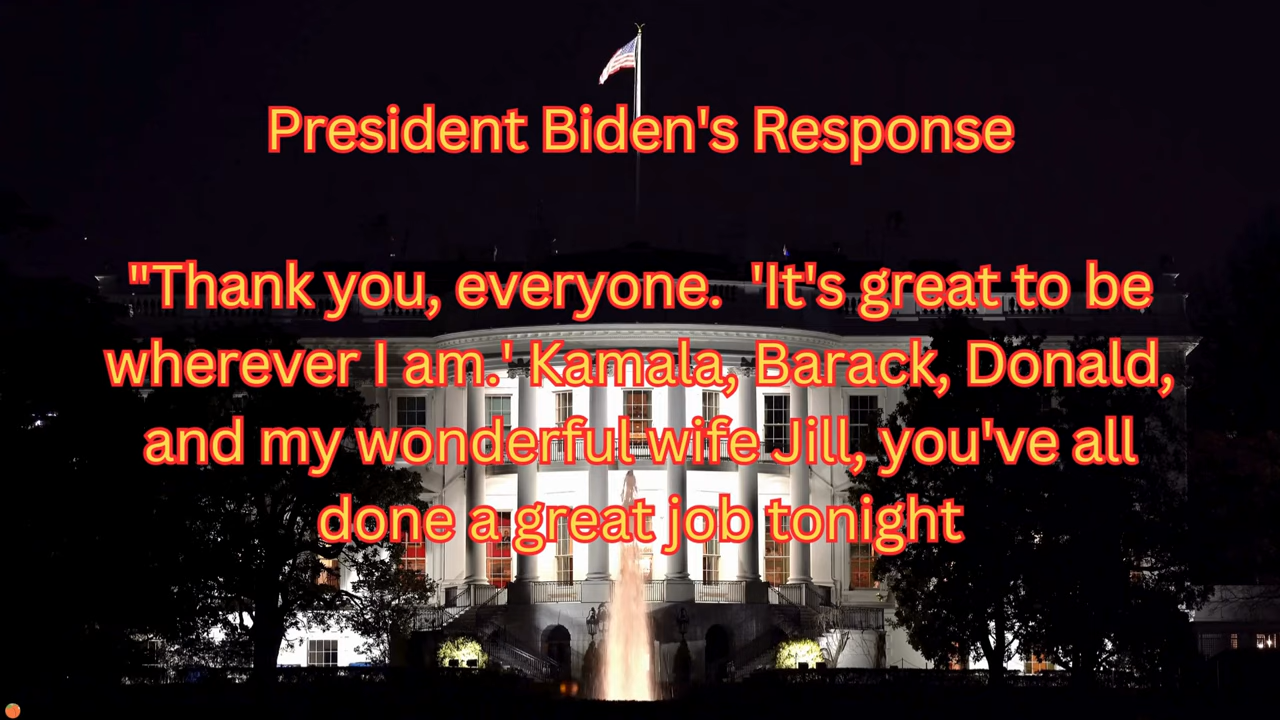 President Biden's Response
"Thank you, everyone.  'It's great to be
wherever I am.' Kamala, Barack, Donald,
and my wonderful wife Jill, you've all
done a great job tonight